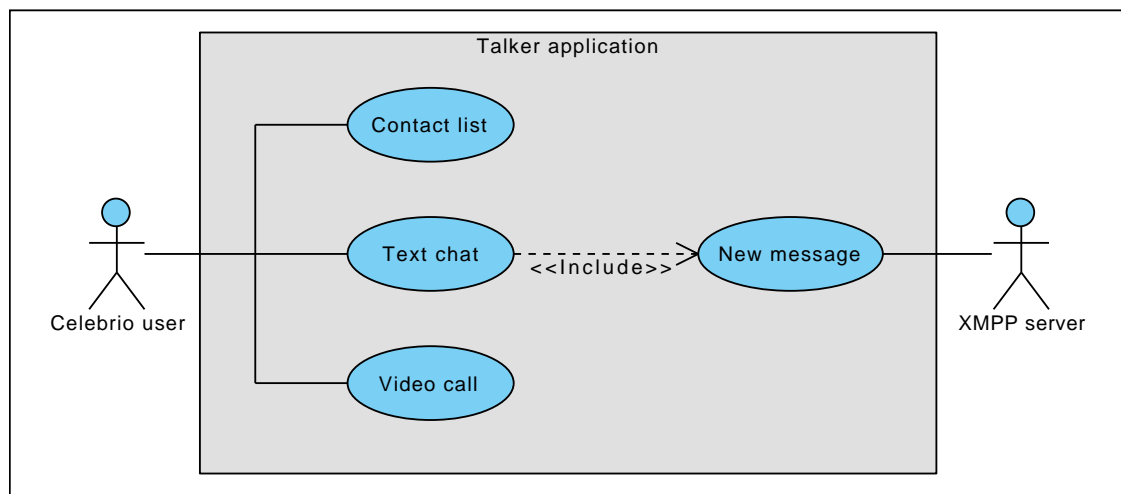 Talker application
Contact list
Text chat
<<Include>>
New message
Celebrio user
XMPP server
Video call